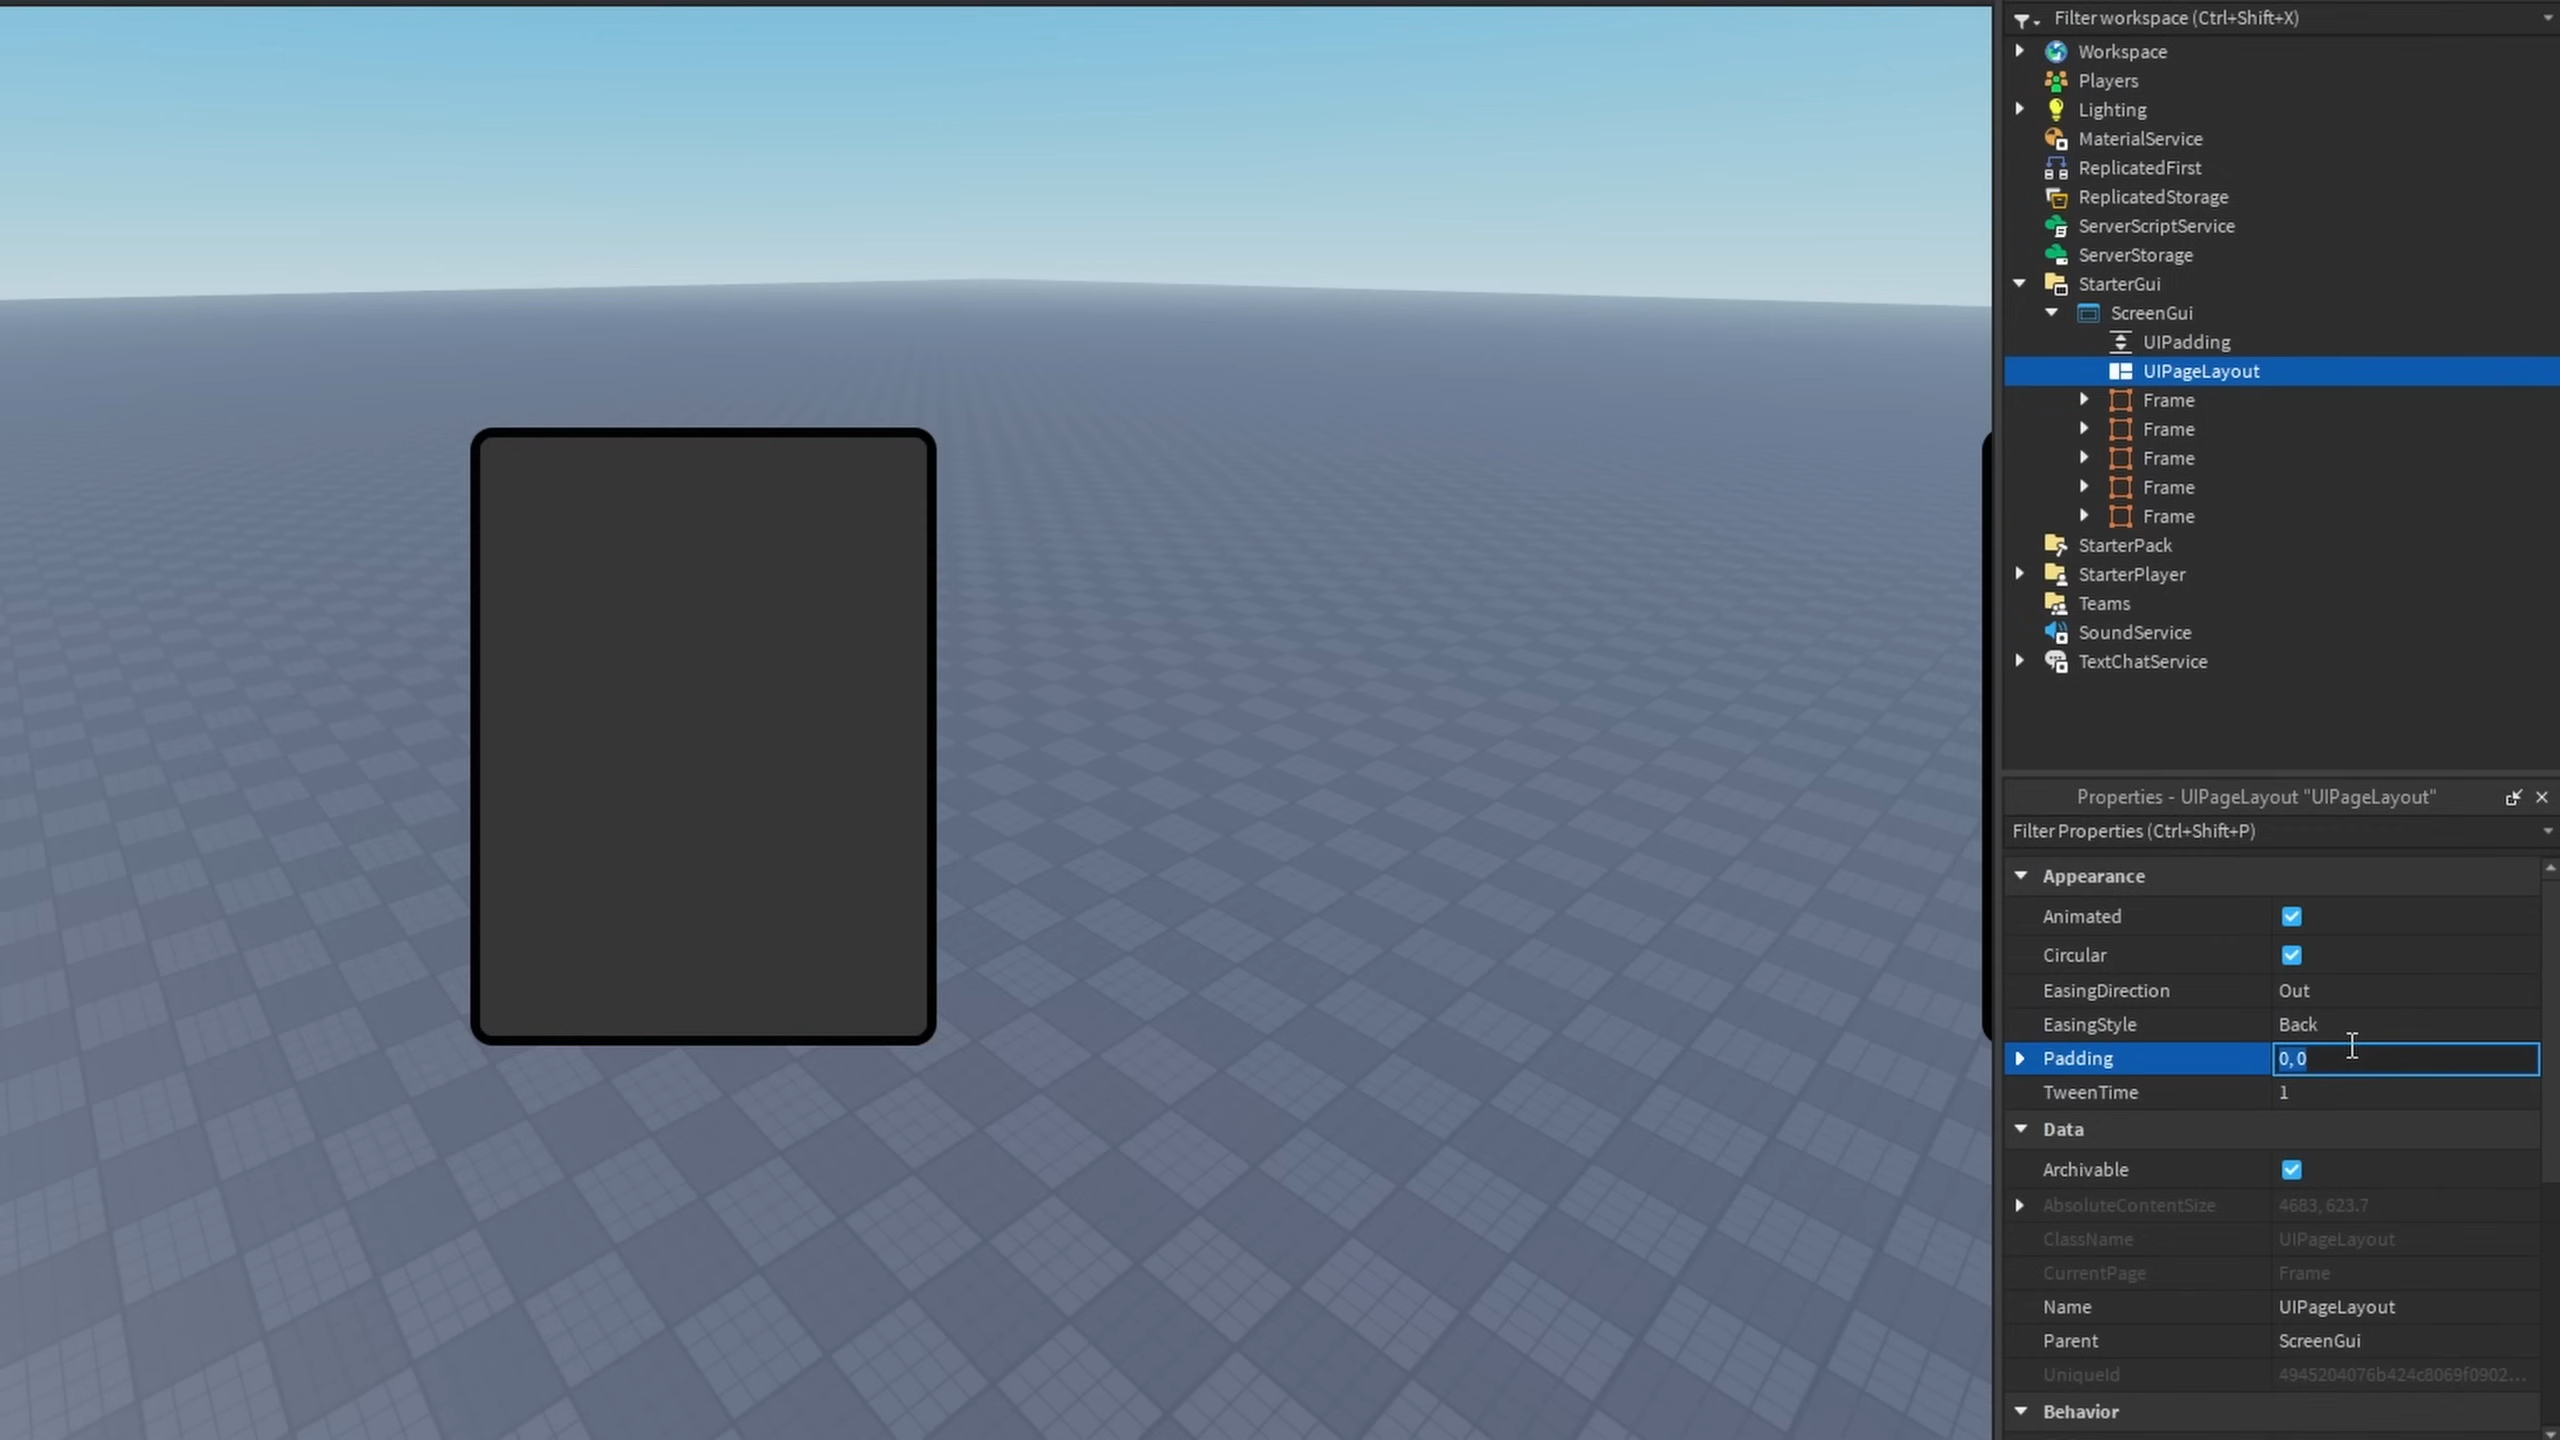 Filter workspace (Ctrl+Shift+X)
Workspace
Players
Lighting
MaterialService
ReplicatedFirst
ReplicatedStorage
ServerScriptService
ServerStorage
StarterGui
ScreenGui
UIPadding
UIPageLayout
Frame
Frame
Frame
Frame
Frame
StarterPack
StarterPlayer
Teams
SoundService
TextChatService
Properties - UIPageLayout "UIPageLayout"
Filter Properties (Ctrl+Shift+P)
Appearance
Animated
Circular
EasingDirection Out
EasingStyle Back
Padding 0, 0
TweenTime 1
Data
Archivable
AbsoluteContentSize 4683, 623.7
ClassName UIPageLayout
CurrentPage Frame
Name UIPageLayout
Parent ScreenGui
UniqueId 4945204076b424c8069f0902...
Behavior